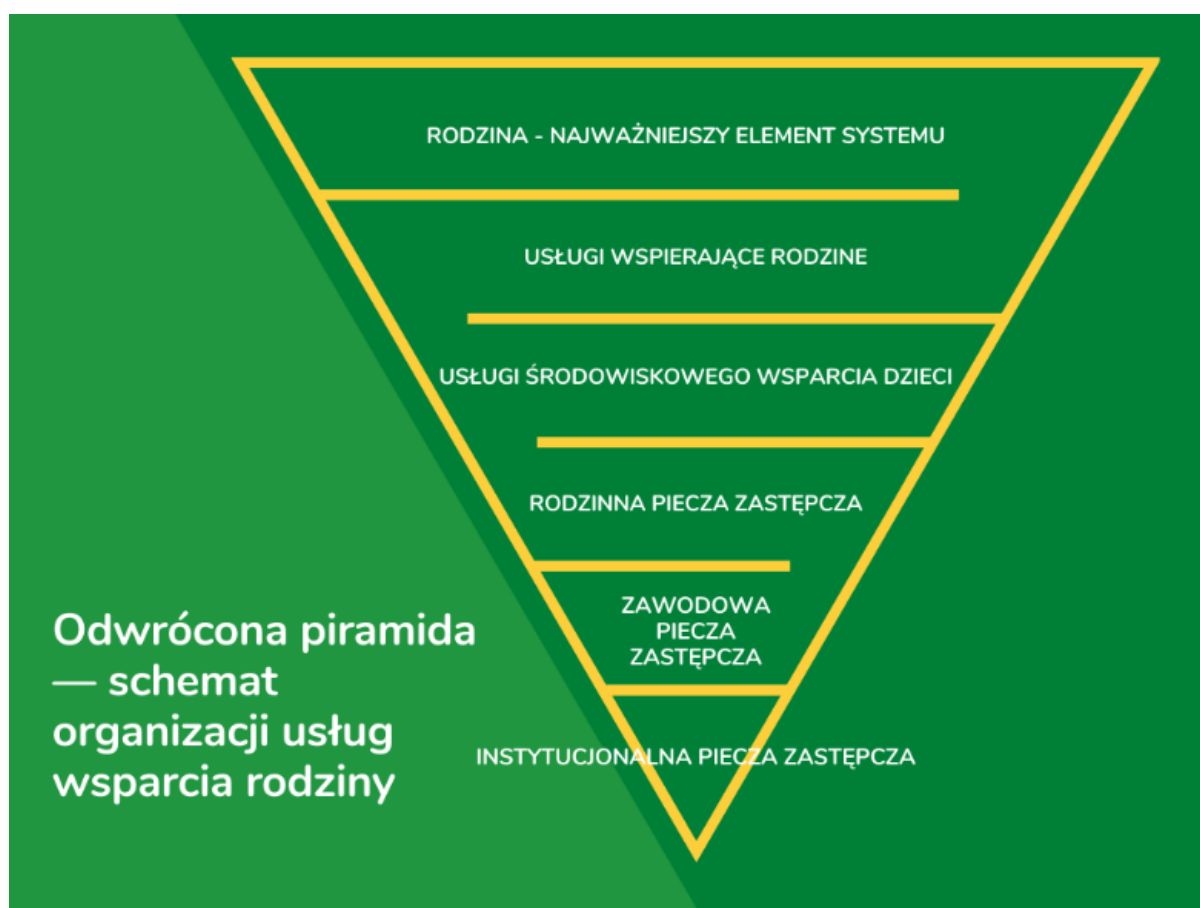 RODZINA - NAJWAŻNIEJSZY ELEMENT SYSTEMU
USŁUGI WSPIERAJĄCE RODZINE
USŁUGI ŚRODOWISKOWEGO WSPARCIA DZIECI
RODZINNA PIECZA ZASTĘPCZA
ZAWODOWA
PIECZA
ZASTĘPCZA
INSTYTUCJONALNA PIECZA ZASTĘPCZA
Odwrócona piramida
— schemat
organizacji usług
wsparcia rodziny